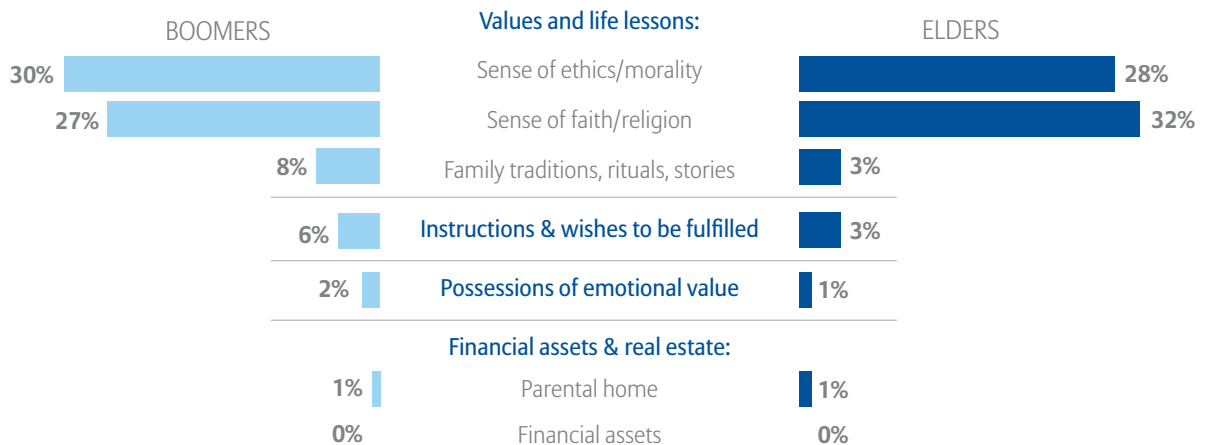 Values and life lessons:
BOOMERS
ELDERS
30% Sense of ethics/morality 28%
27% Sense of faith/religion 32%
8% Family traditions, rituals, stories 3%
6% Instructions & wishes to be fulfilled 3%
2% Possessions of emotional value 1%
Financial assets & real estate:
1% Parental home 1%
0% Financial assets 0%